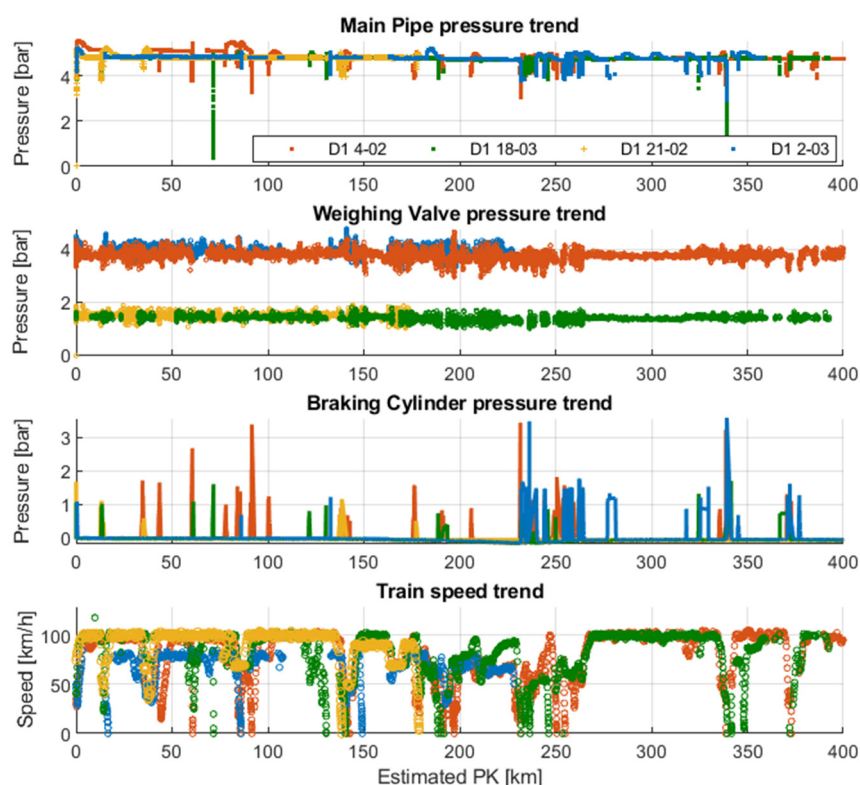 Main Pipe pressure trend
Pressure [bar]
4
2
0
D1 4-02 D1 18-03 D1 21-02 D1 2-03
0 50 100 150 200 250 300 350 400
Weighing Valve pressure trend
Pressure [bar]
4
2
0
0 50 100 150 200 250 300 350 400
Braking Cylinder pressure trend
Pressure [bar]
3
2
1
0
0 50 100 150 200 250 300 350 400
Train speed trend
Speed [km/h]
100
50
0
0 50 100 150 200 250 300 350 400
Estimated PK [km]